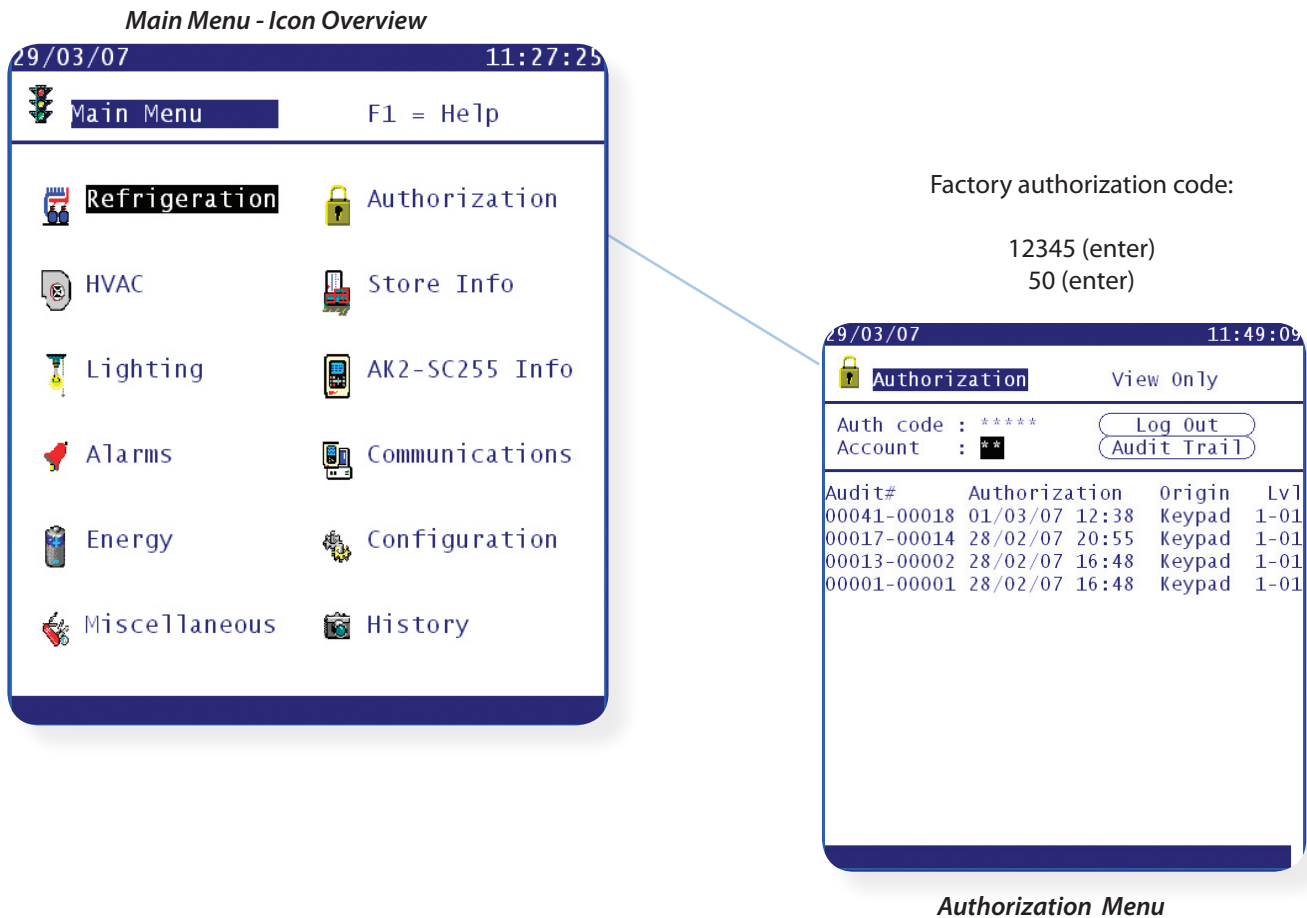 Main Menu - Icon Overview
29/03/07 11:27:25
Main Menu F1 = Help
Refrigeration Authorization
HVAC Store Info
Lighting AK2-SC255 Info
Alarms Communications
Energy Configuration
Miscellaneous History
Factory authorization code:
12345 (enter)
50 (enter)
29/03/07 11:49:09
Authorization View Only
Auth code : ***** Log Out
Account : ** Audit Trail
Audit# Authorization Origin Lvl
00041-00018 01/03/07 12:38 Keypad 1-01
00017-00014 28/02/07 20:55 Keypad 1-01
00013-00002 28/02/07 16:48 Keypad 1-01
00001-00001 28/02/07 16:48 Keypad 1-01
Authorization Menu